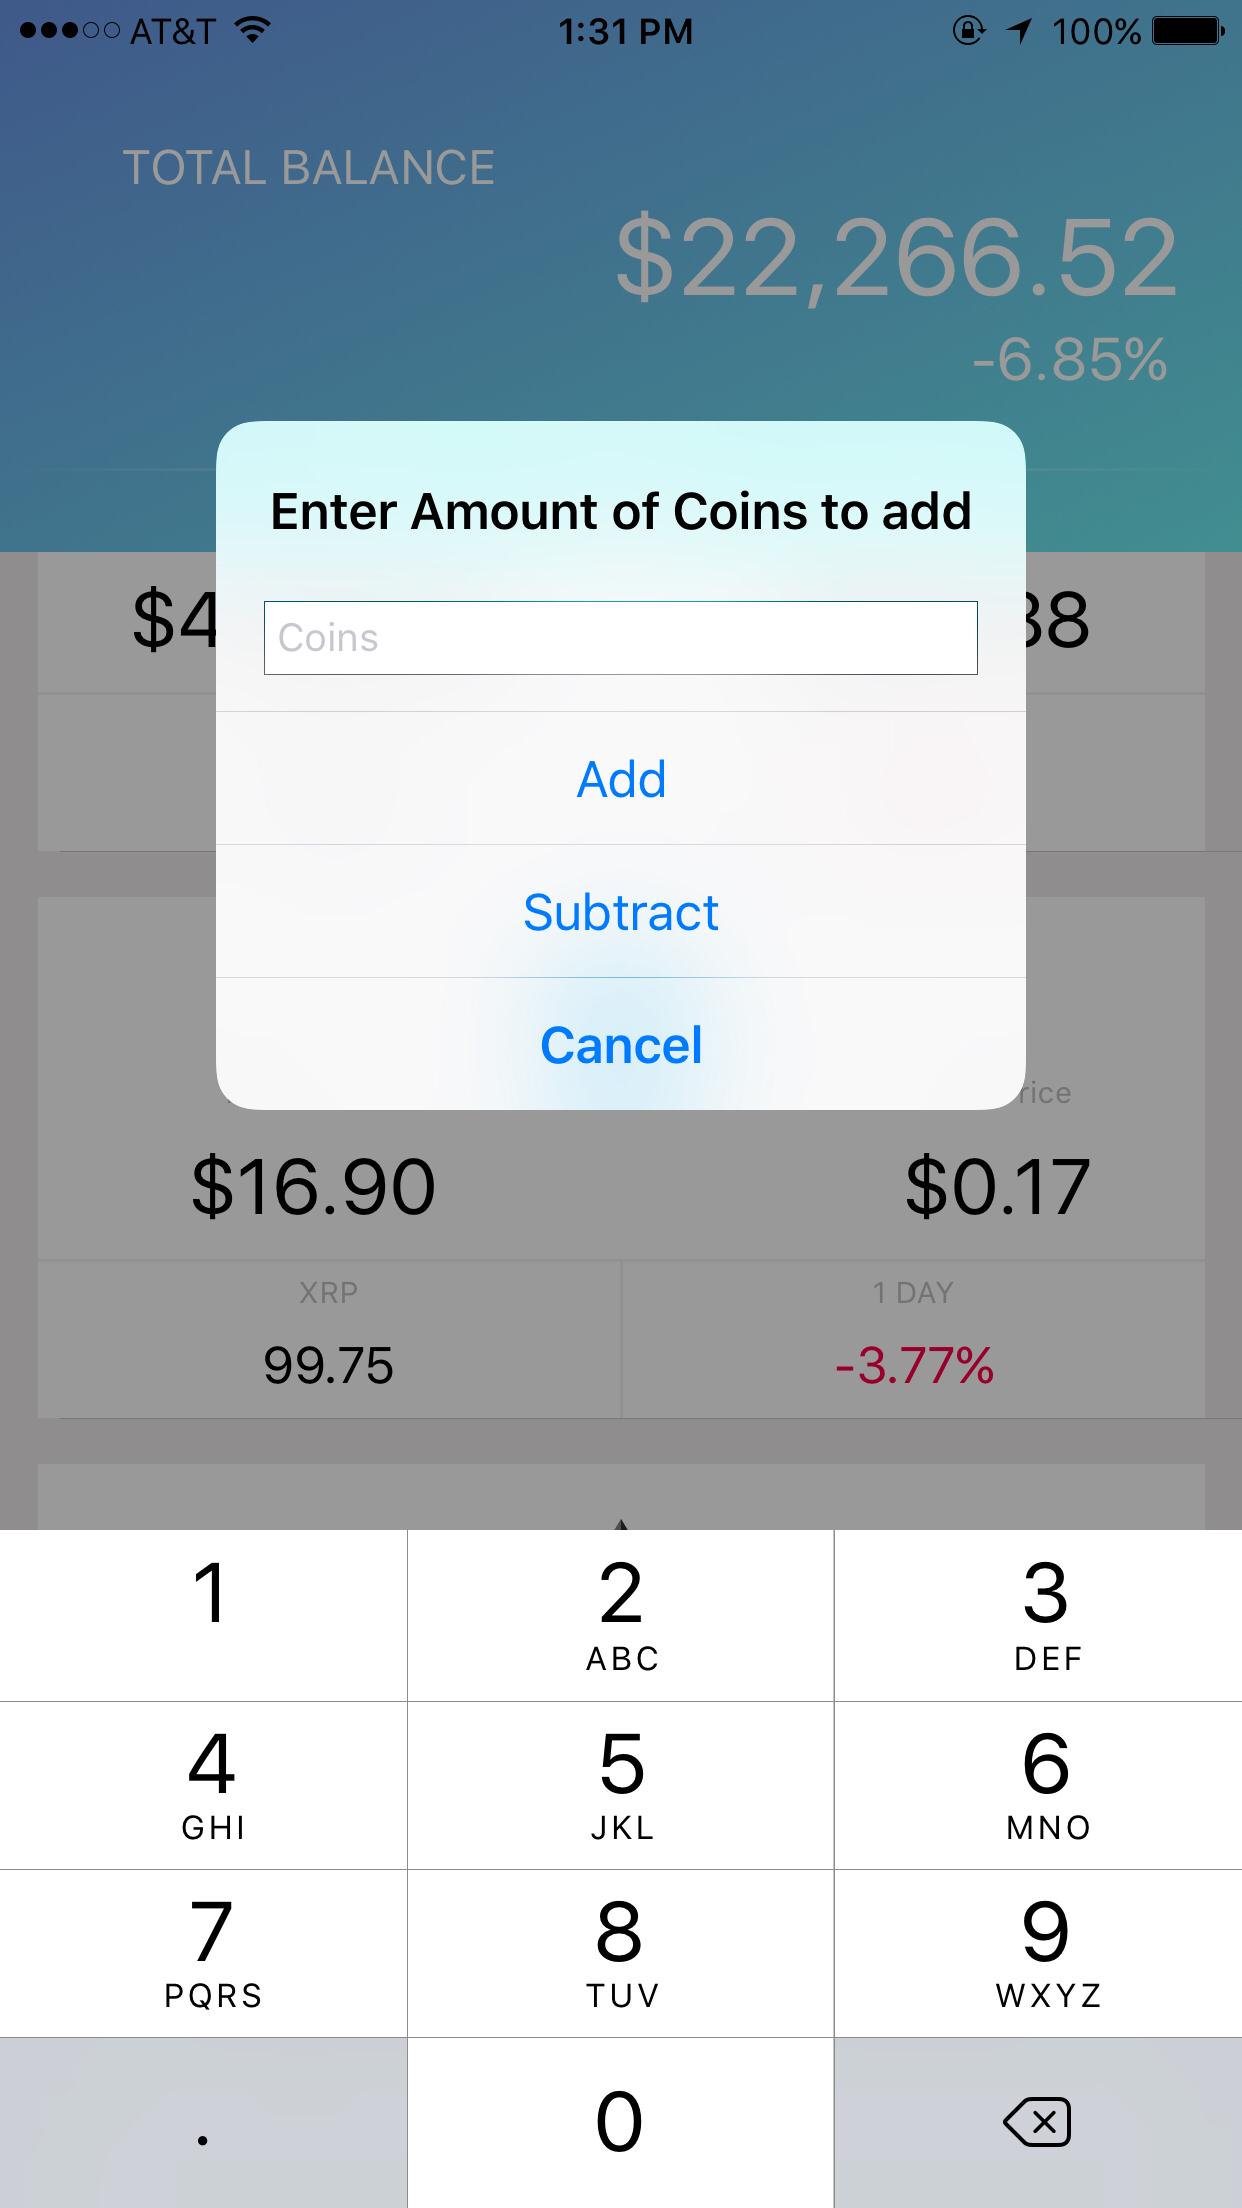 AT&T 1:31 PM 100%
TOTAL BALANCE
$22,266.52
-6.85%
Enter Amount of Coins to add
Coins
$4 88
Add
Subtract
Cancel
rice
$16.90 $0.17
XRP 1 DAY
99.75 -3.77%
1 2 3
ABC DEF
4 5 6
GHI JKL MNO
7 8 9
PQRS TUV WXYZ
. 0